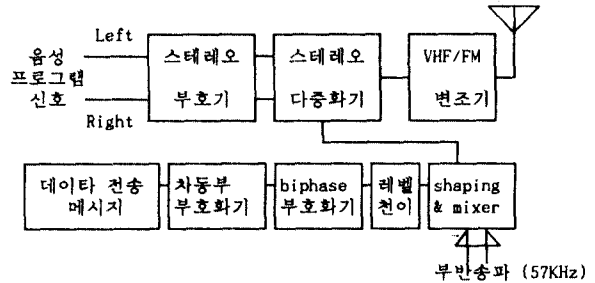 Left
음성
프로그램
신호
Right
스테레오
부호기
스테레오
다중화기
VHF/FM
변조기
데이타 전송
메시지
차동부
부호화기
biphase
부호화기
레벨
천이
shaping
& mixer
부반송파 (57KHz)